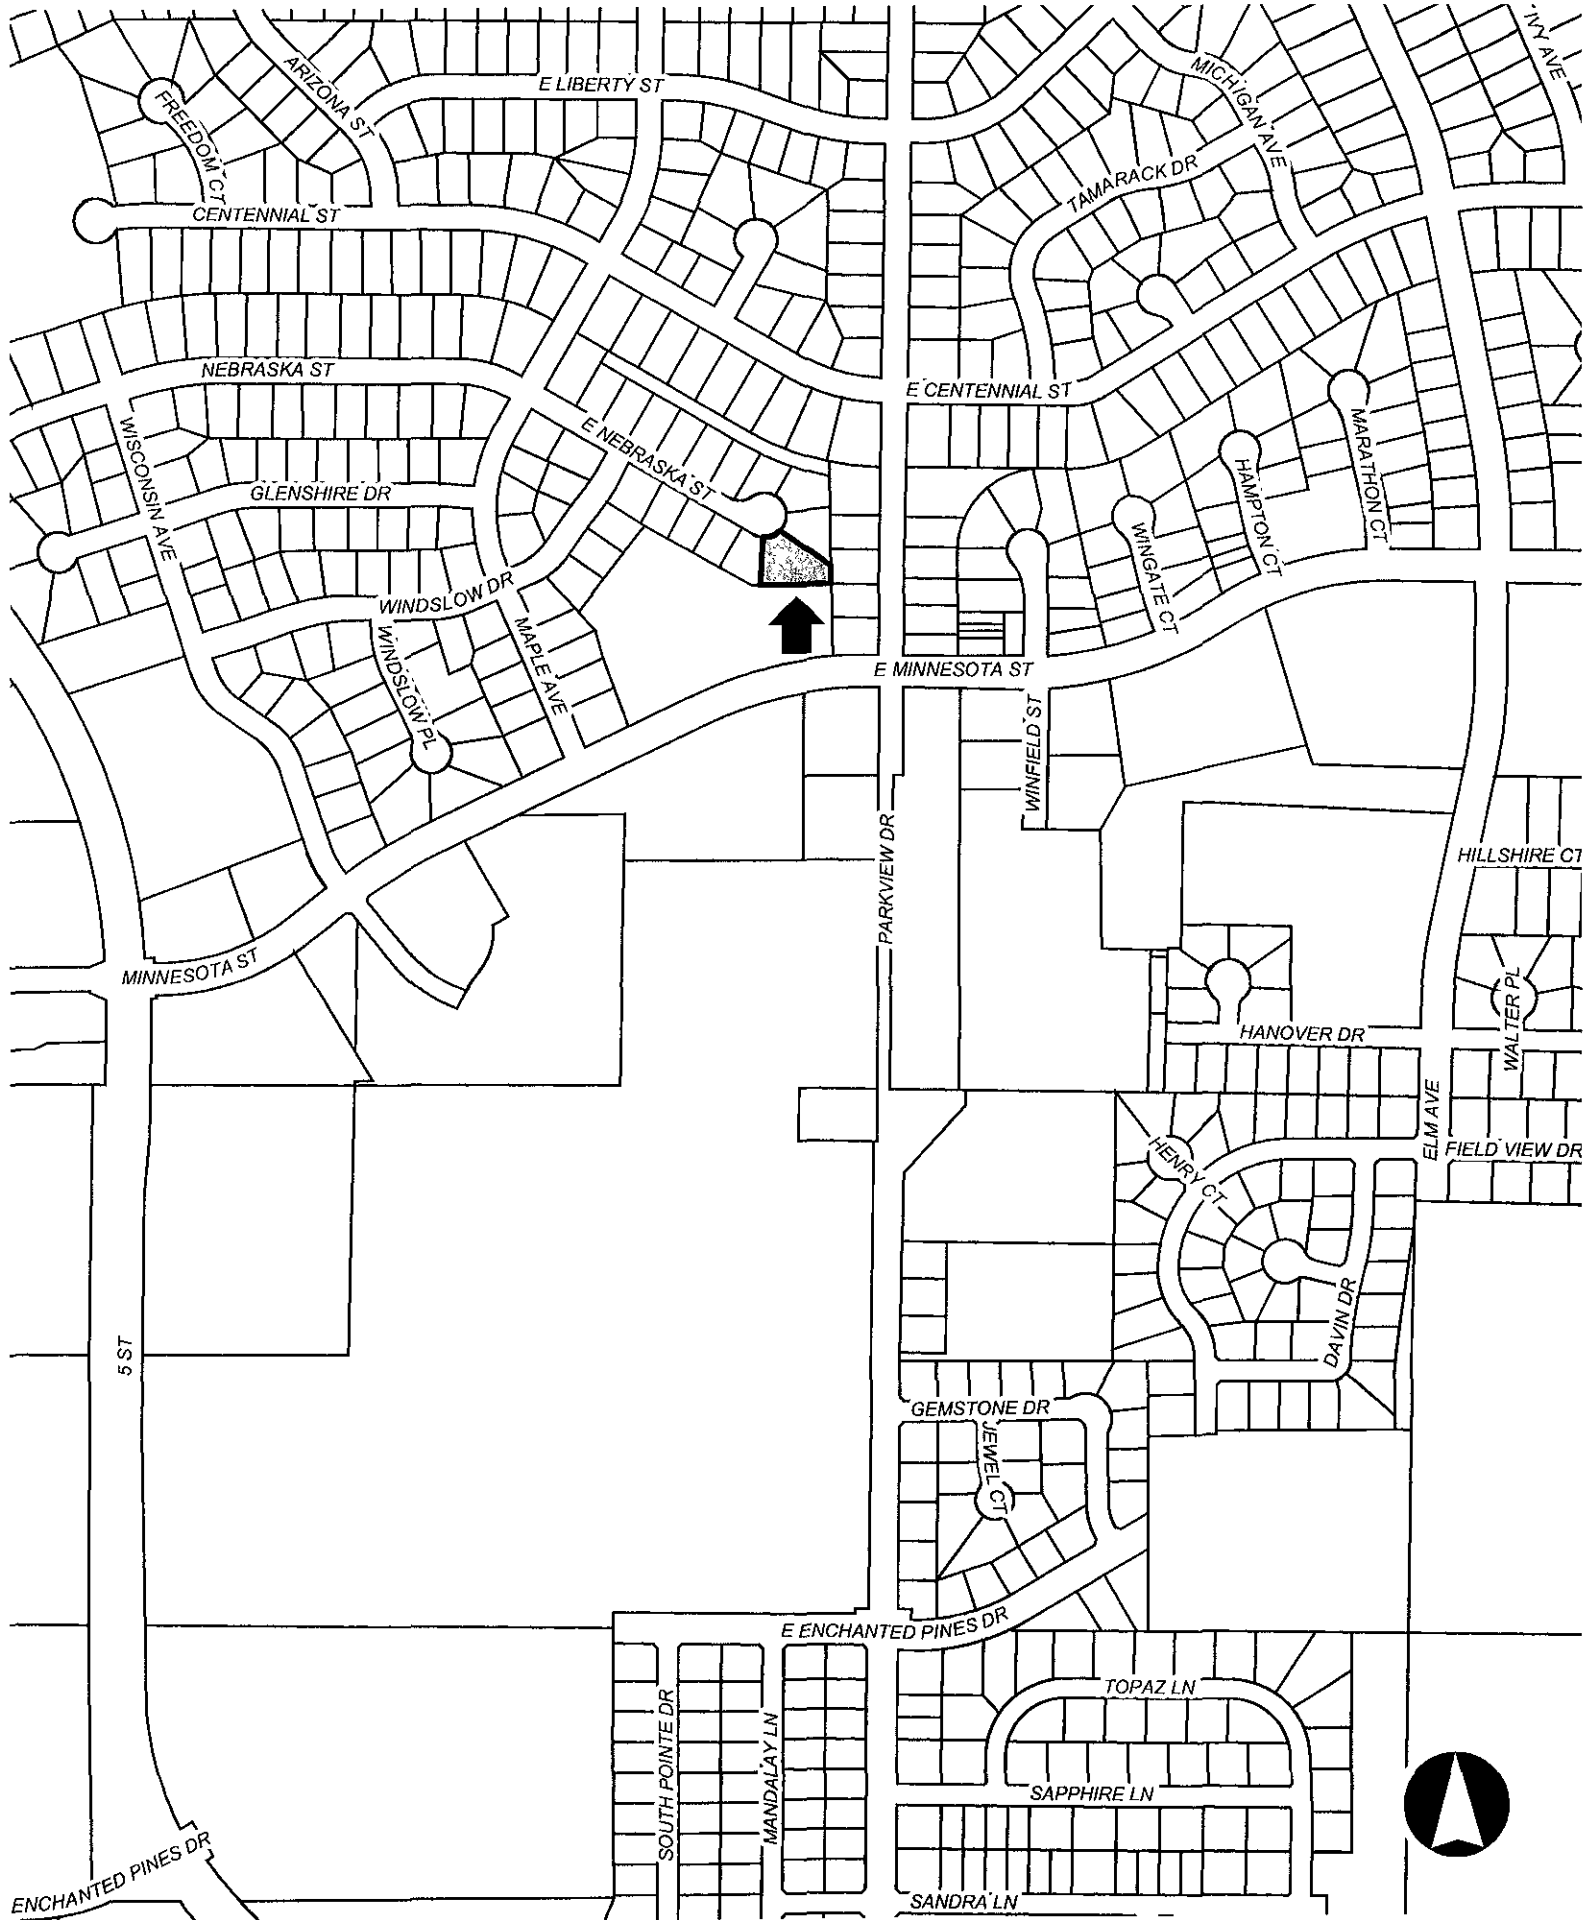 IVY AVE
ARIZONA ST
E LIBERTY ST
MICHIGAN AVE
FREEDOM CT
TAMARACK DR
CENTENNIAL ST
NEBRASKA ST
E CENTENNIAL ST
WISCONSIN AVE
E NEBRASKA ST
MARATHON CT
HAMPTON CT
GLENSHIRE DR
WINGATE CT
WINDSLOW DR
MAPLE AVE
WINDSLOW PL
E MINNESOTA ST
WINFIELD ST
PARKVIEW DR
HILLSHIRE CT
MINNESOTA ST
WALTER PL
HANOVER DR
ELM AVE
FIELD VIEW DR
HENRY CT
DAVIN DR
5 ST
GEMSTONE DR
JEWEL CT
E ENCHANTED PINES DR
TOPAZ LN
SOUTH POINTE DR
MANDALAY LN
SAPPHIRE LN
ENCHANTED PINES DR
SANDRA LN